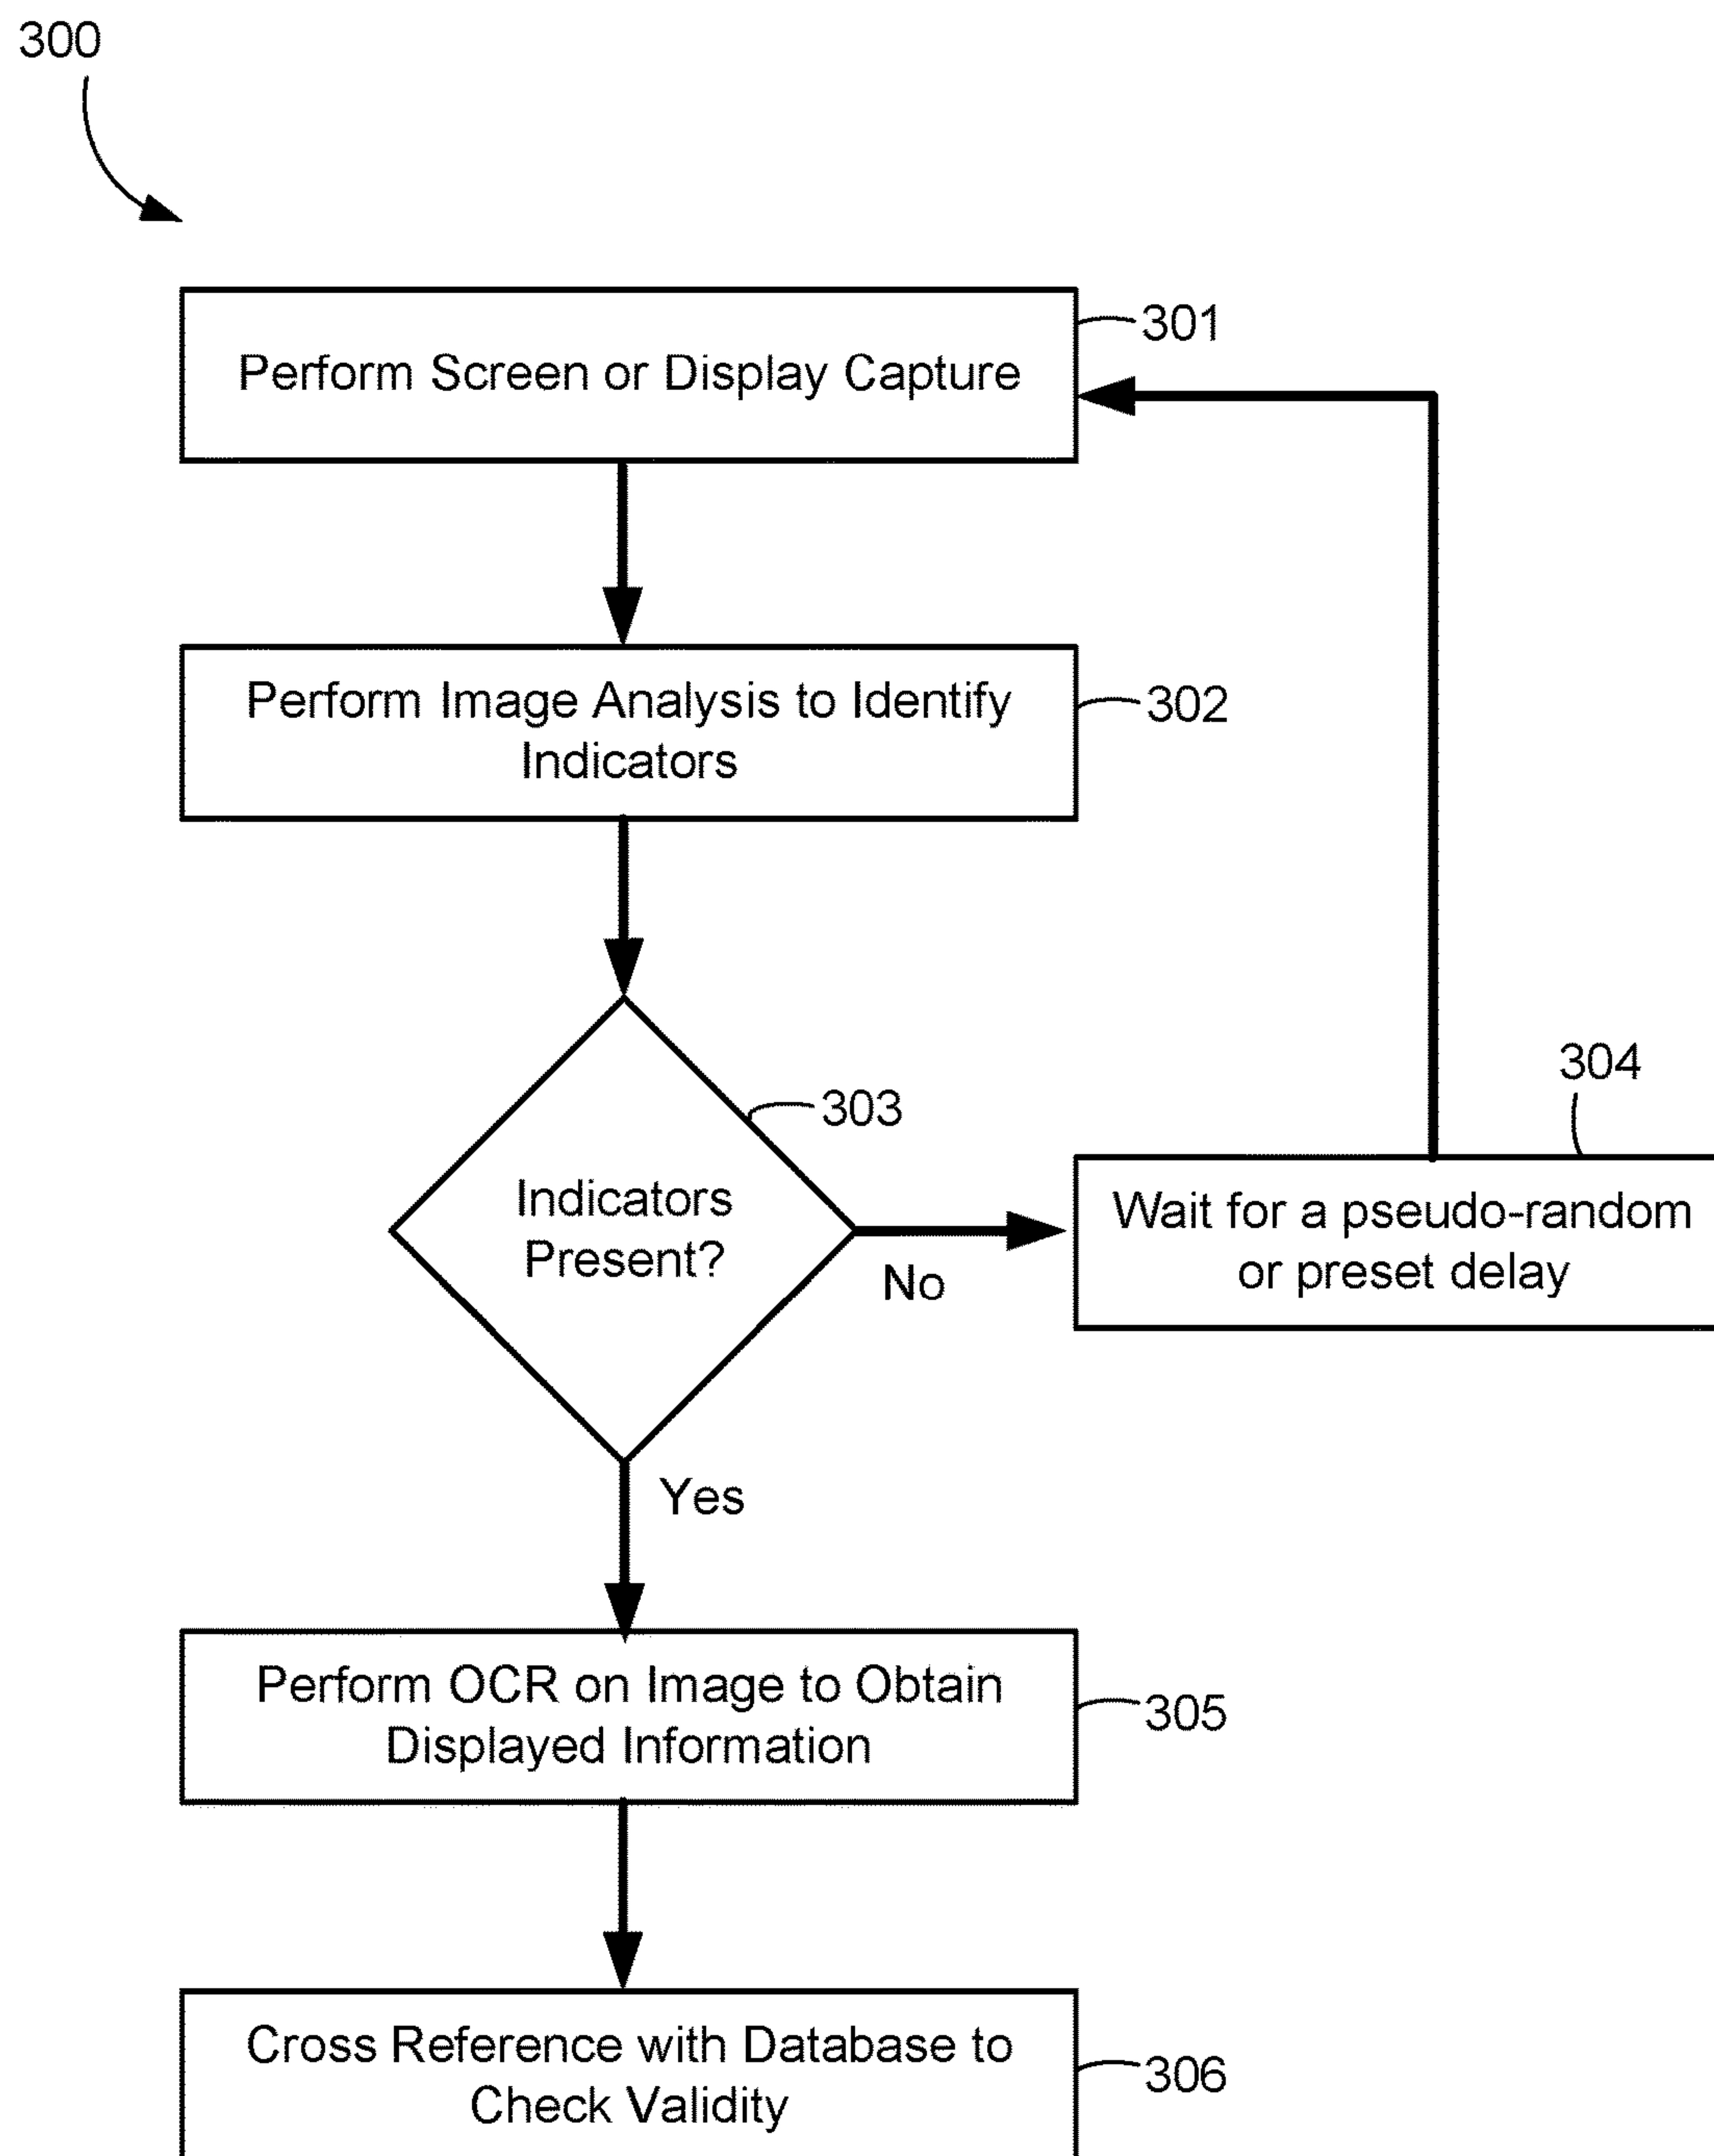 300
Perform Screen or Display Capture
301
Perform Image Analysis to Identify
Indicators
302
Indicators
Present?
303
No
304
Wait for a pseudo-random
or preset delay
Yes
Perform OCR on Image to Obtain
Displayed Information
305
Cross Reference with Database to
Check Validity
306